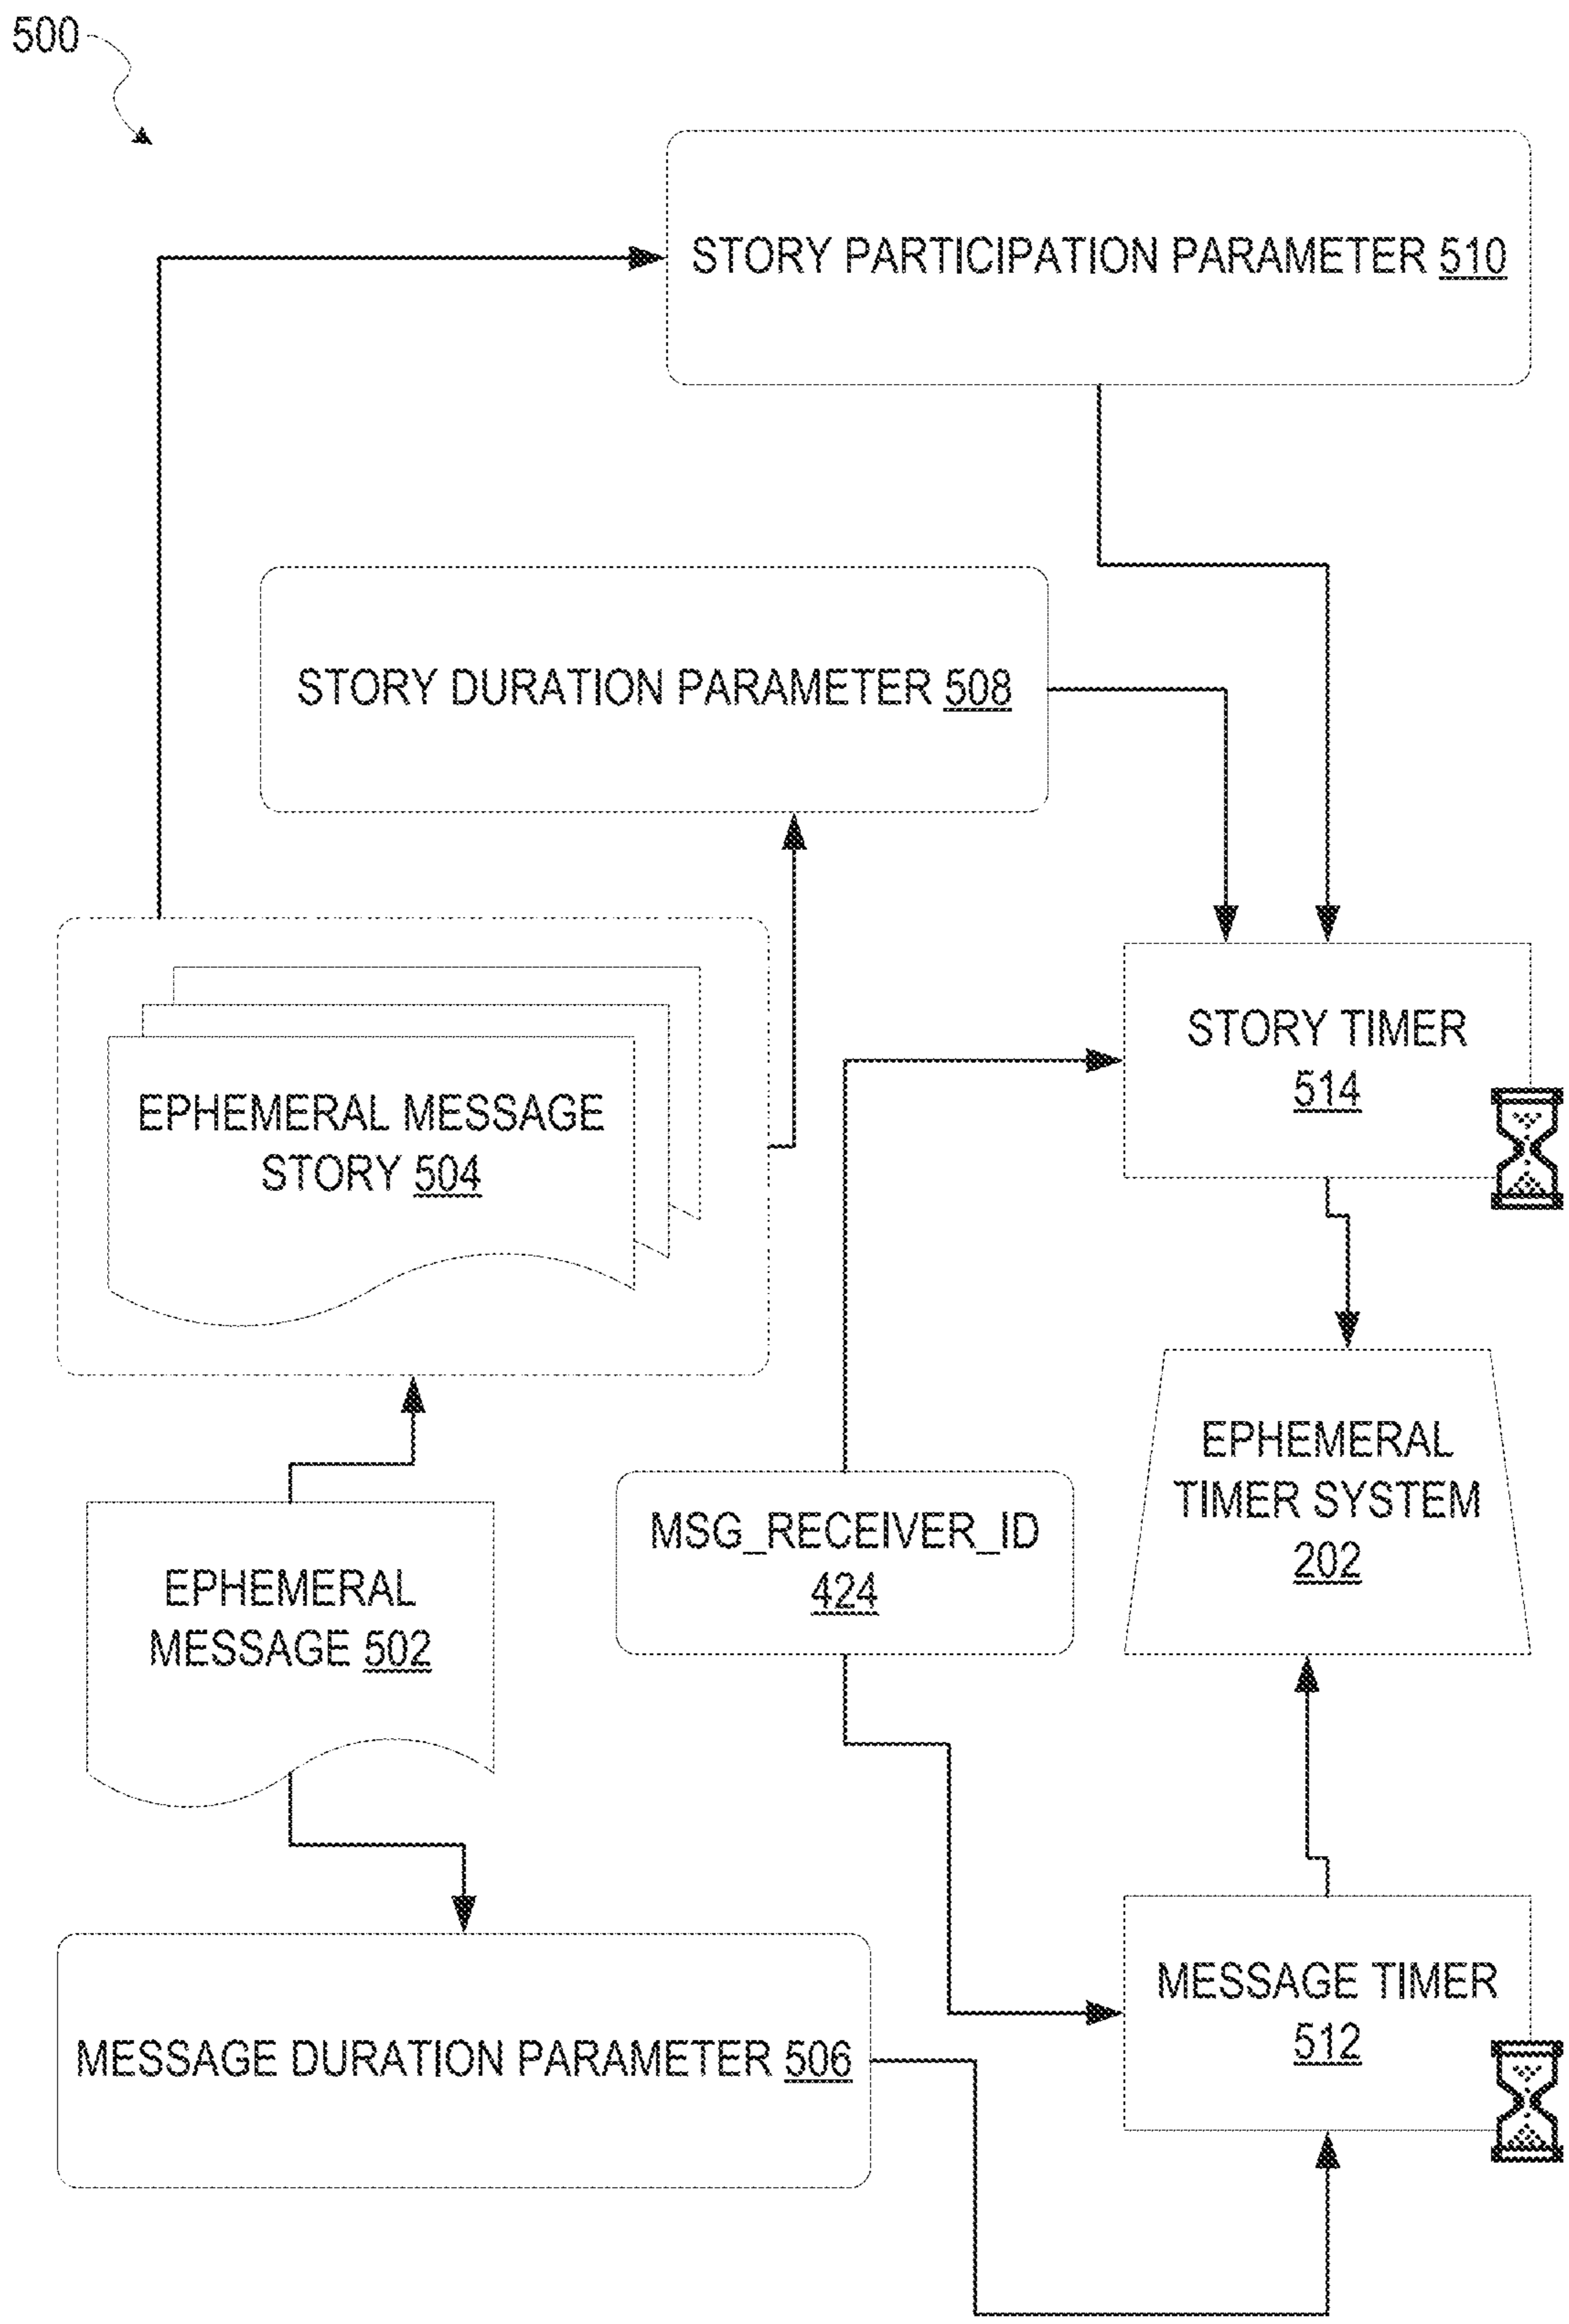 500
STORY PARTICIPATION PARAMETER 510
STORY DURATION PARAMETER 508
STORY TIMER
514
EPHEMERAL MESSAGE
STORY 504
EPHEMERAL
TIMER SYSTEM
202
MSG_RECEIVER_ID
424
EPHEMERAL
MESSAGE 502
MESSAGE TIMER
512
MESSAGE DURATION PARAMETER 506